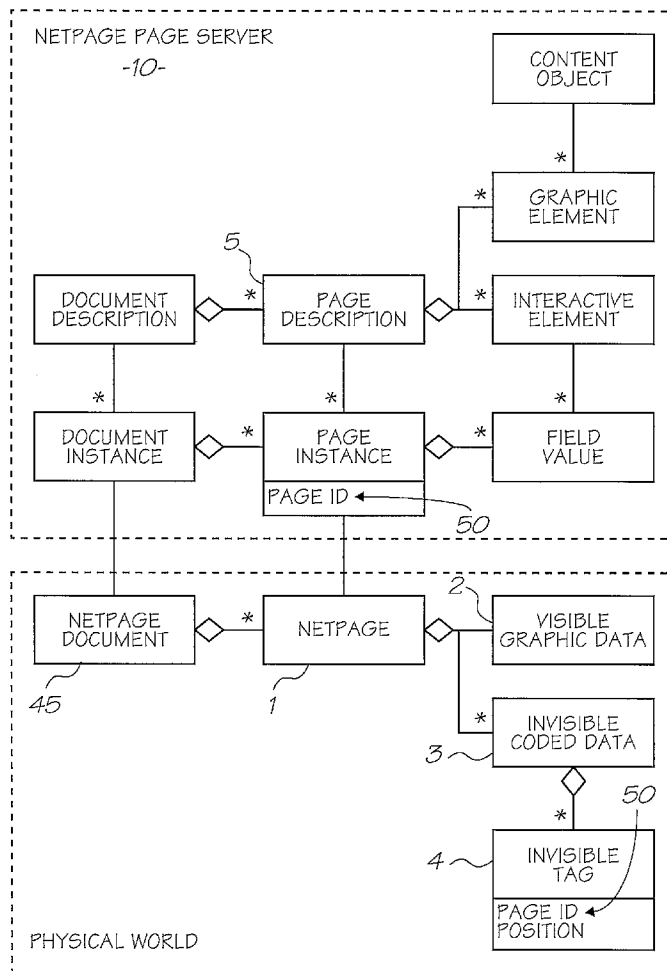 NETPAGE PAGE SERVER
-10-
CONTENT
OBJECT
*
*
GRAPHIC
ELEMENT
5
DOCUMENT
DESCRIPTION
*
PAGE
DESCRIPTION
*
INTERACTIVE
ELEMENT
*
*
*
DOCUMENT
INSTANCE
*
PAGE
INSTANCE
*
FIELD
VALUE
PAGE ID
50
NETPAGE
DOCUMENT
*
NETPAGE
2
VISIBLE
GRAPHIC DATA
45
1
*
INVISIBLE
CODED DATA
3
*
50
4
INVISIBLE
TAG
PAGE ID
POSITION
PHYSICAL WORLD